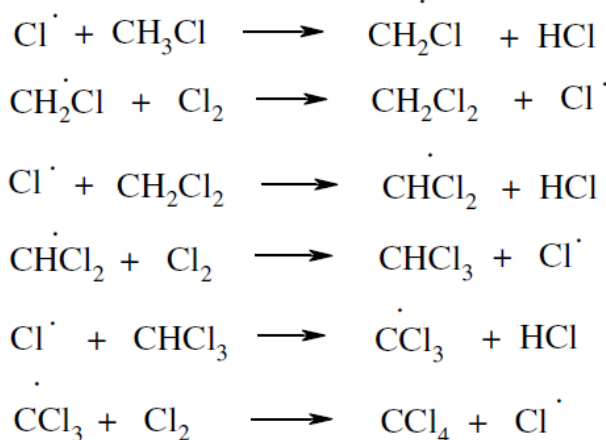 Cl˙ + CH₃Cl ⟶ ĊH₂Cl + HCl
ĊH₂Cl + Cl₂ ⟶ CH₂Cl₂ + Cl˙
Cl˙ + CH₂Cl₂ ⟶ ĊHCl₂ + HCl
ĊHCl₂ + Cl₂ ⟶ CHCl₃ + Cl˙
Cl˙ + CHCl₃ ⟶ ĊCl₃ + HCl
ĊCl₃ + Cl₂ ⟶ CCl₄ + Cl˙